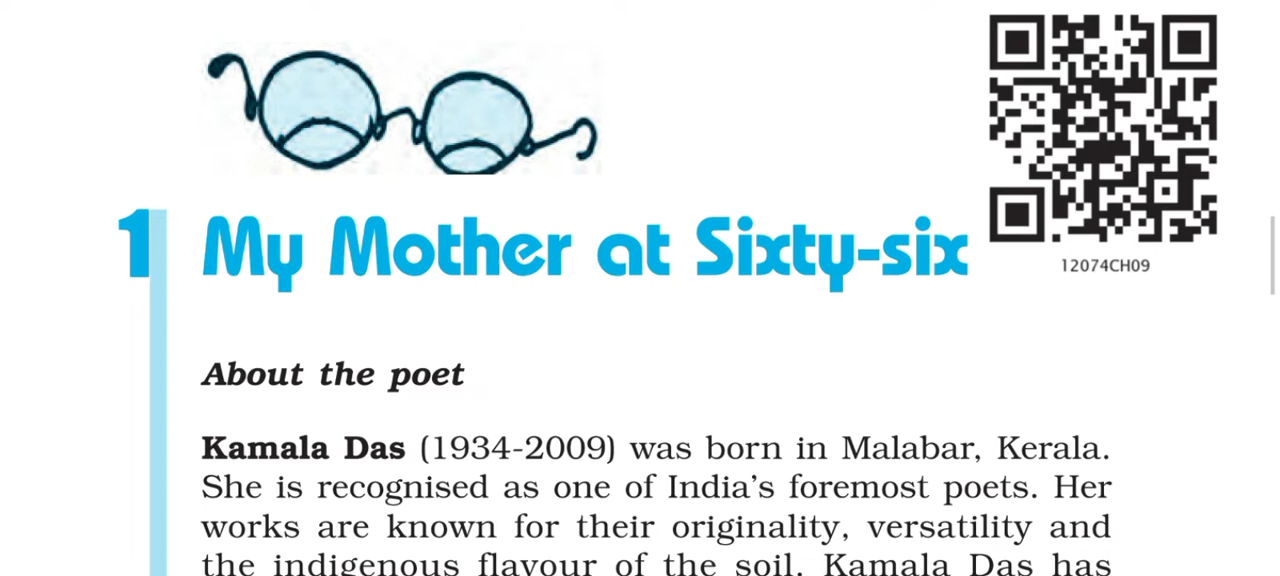 12074CH09
1 My Mother at Sixty-six
About the poet
Kamala Das (1934-2009) was born in Malabar, Kerala.
She is recognised as one of India’s foremost poets. Her
works are known for their originality, versatility and
the indigenous flavour of the soil. Kamala Das has